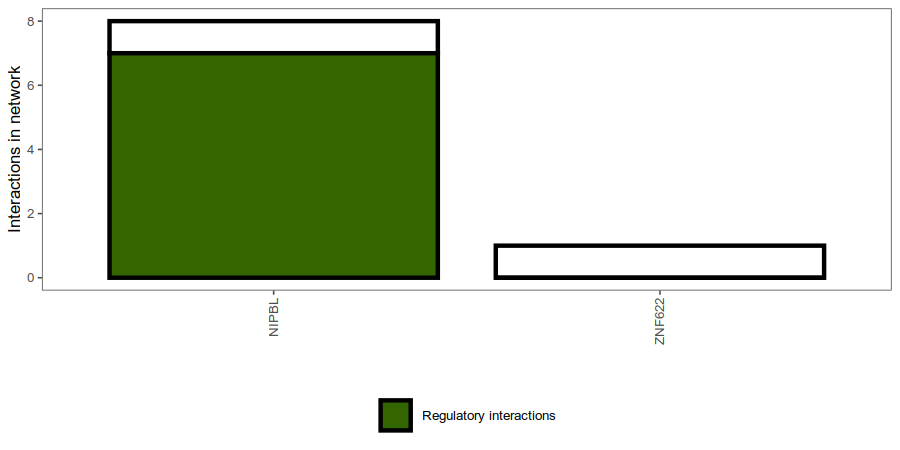 Interactions in network
8
6
4
2
0
NIPBL
ZNF622
Regulatory interactions